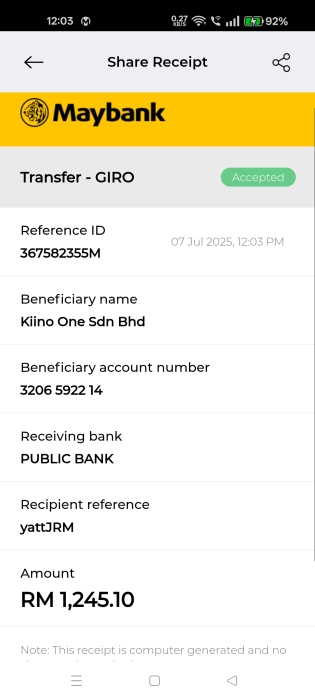 12:03
0.27 KB/S
92%
Share Receipt
Maybank
Transfer - GIRO
Accepted
Reference ID
07 Jul 2025, 12:03 PM
367582355M
Beneficiary name
Kiino One Sdn Bhd
Beneficiary account number
3206 5922 14
Receiving bank
PUBLIC BANK
Recipient reference
yattJRM
Amount
RM 1,245.10
Note: This receipt is computer generated and no